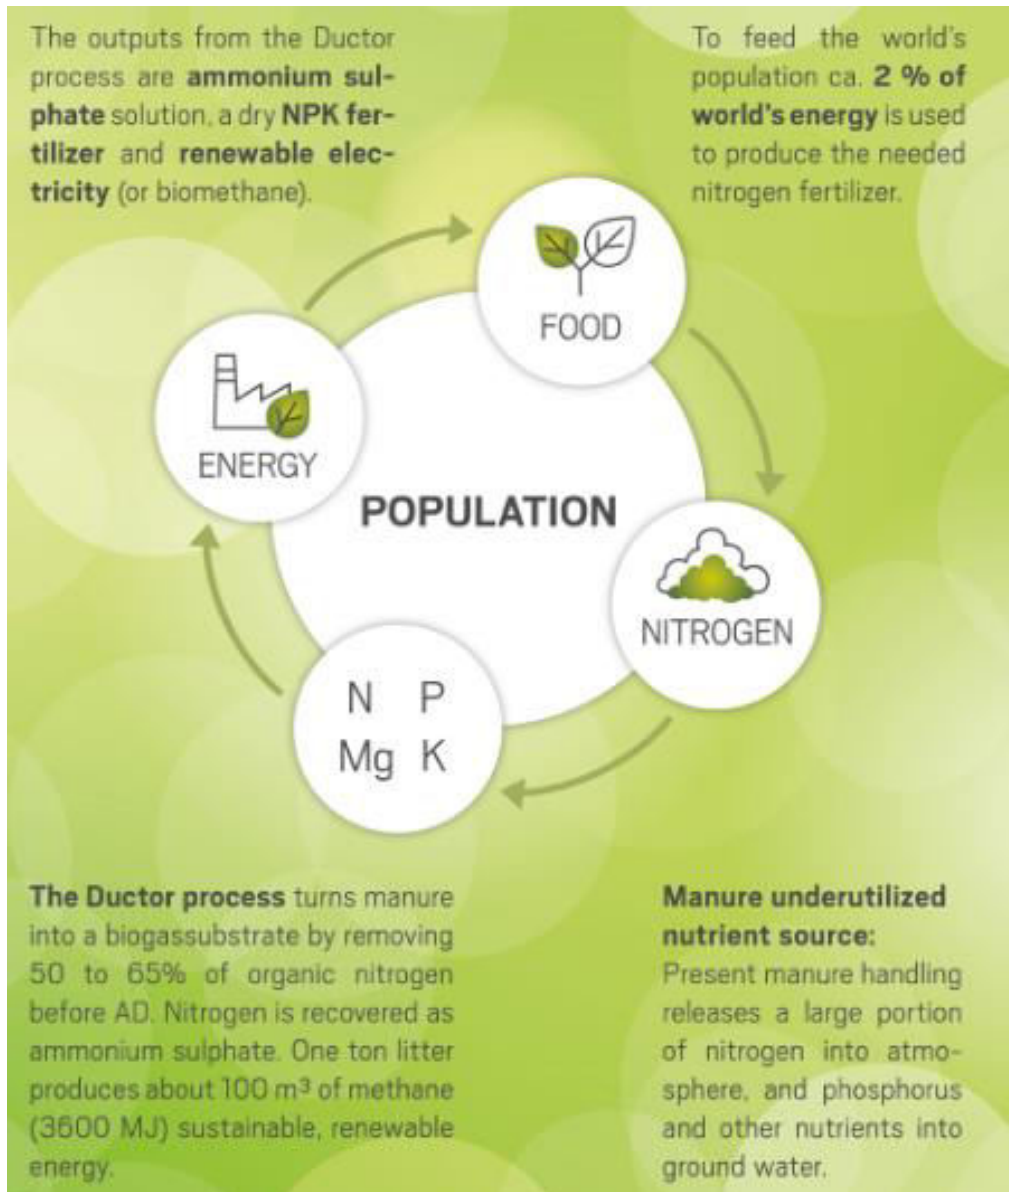 The outputs from the Ductor
process are ammonium sul-
phate solution, a dry NPK fer-
tilizer and renewable elec-
tricity (or biomethane).
To feed the world's
population ca. 2 % of
world's energy is used
to produce the needed
nitrogen fertilizer.
FOOD
ENERGY
POPULATION
NITROGEN
N P
Mg K
The Ductor process turns manure
into a biogassubstrate by removing
50 to 65% of organic nitrogen
before AD. Nitrogen is recovered as
ammonium sulphate. One ton litter
produces about 100 m³ of methane
(3600 MJ) sustainable, renewable
energy.
Manure underutilized
nutrient source:
Present manure handling
releases a large portion
of nitrogen into atmo-
sphere, and phosphorus
and other nutrients into
ground water.